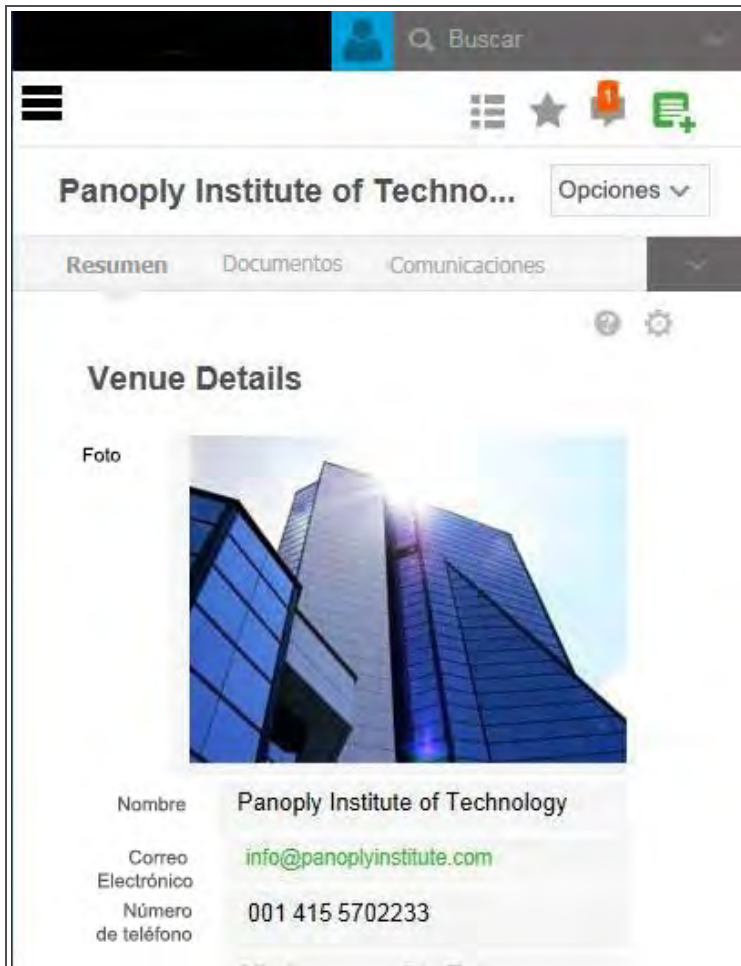 Buscar
1
Panoply Institute of Techno... Opciones
Resumen Documentos Comunicaciones
Venue Details
Foto
Nombre Panoply Institute of Technology
Correo Electrónico info@panoplyinstitute.com
Número de teléfono 001 415 5702233